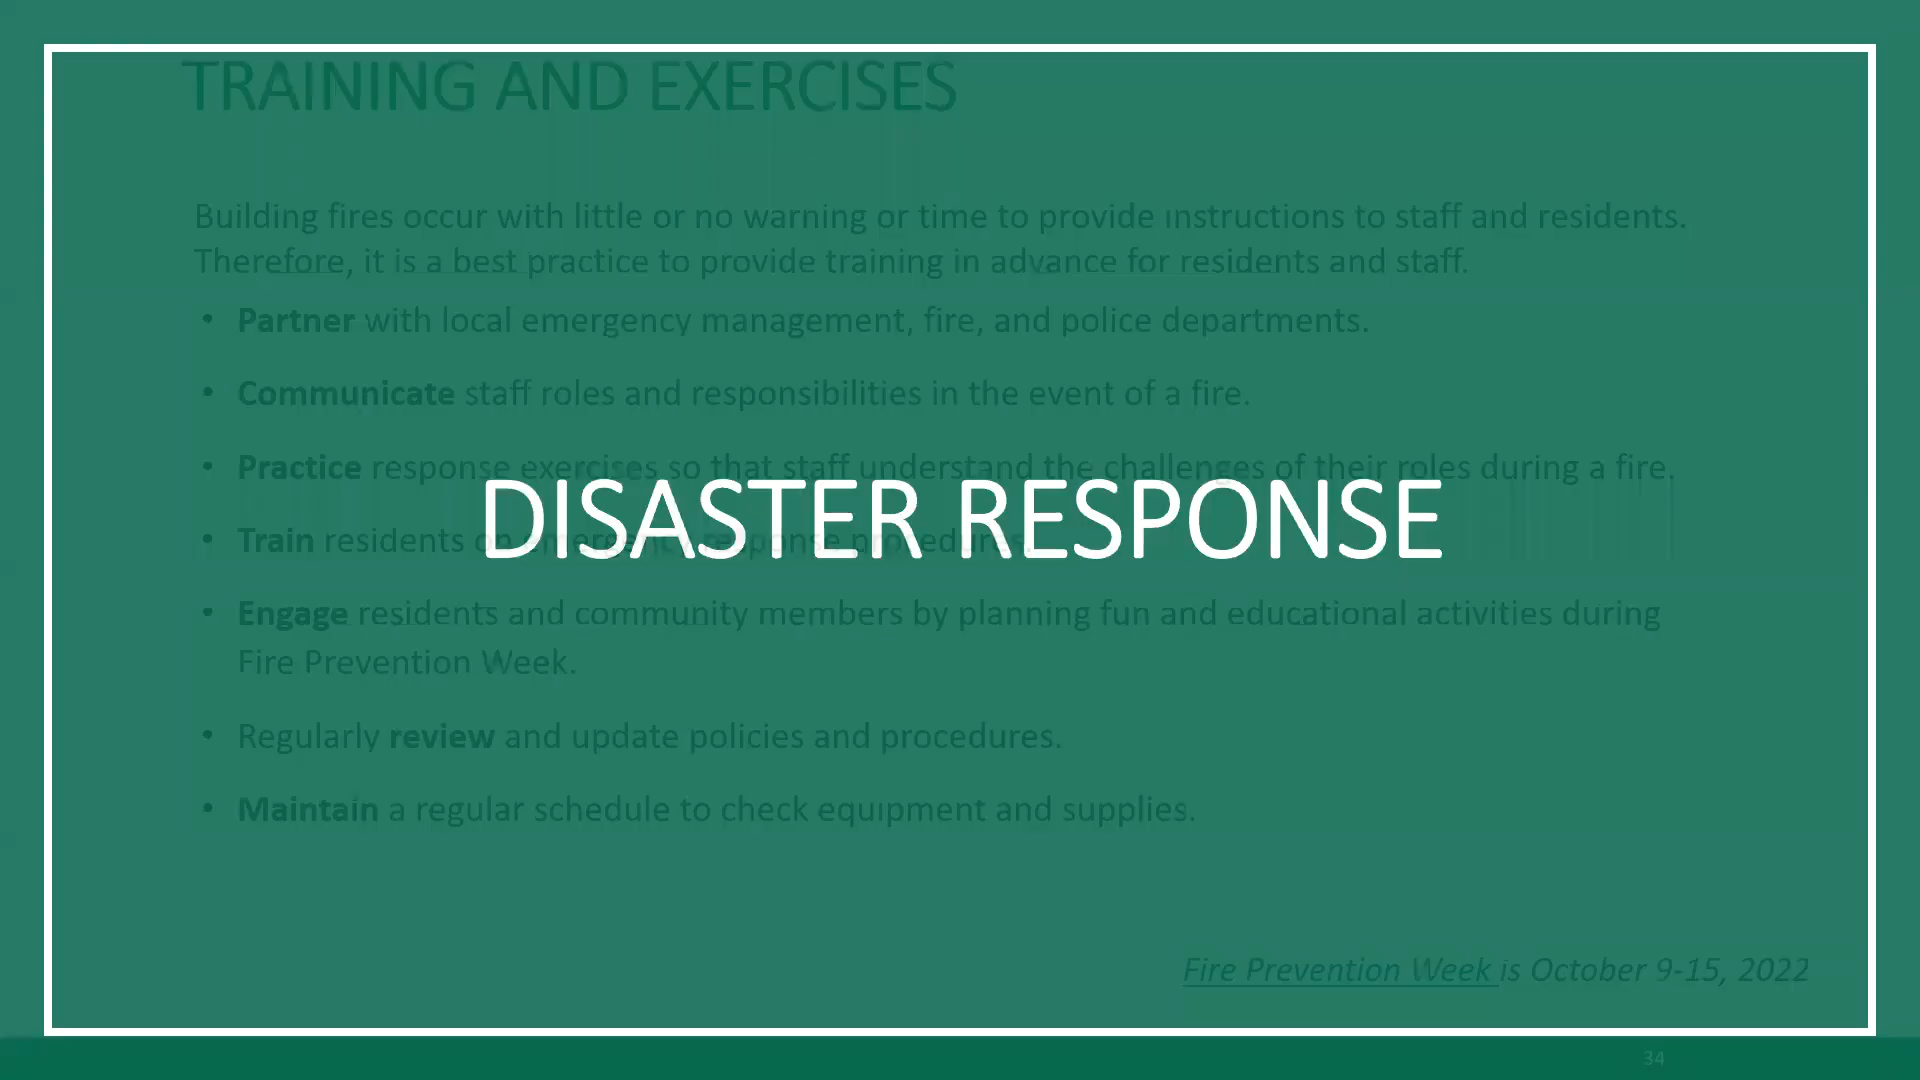 TRAINING AND EXERCISES
Building fires occur with little or no warning or time to provide instructions to staff and residents.
Therefore, it is a best practice to provide training in advance for residents and staff.
• Partner with local emergency management, fire, and police departments.
• Communicate staff roles and responsibilities in the event of a fire.
• Practice response exercises so that staff understand the challenges of their roles during a fire.
DISASTER RESPONSE
• Train residents on emergency response procedures.
• Engage residents and community members by planning fun and educational activities during
Fire Prevention Week.
• Regularly review and update policies and procedures.
• Maintain a regular schedule to check equipment and supplies.
Fire Prevention Week is October 9-15, 2022
34